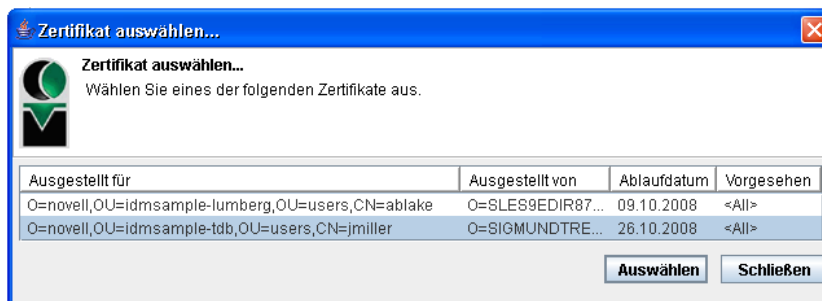 Zertifikat auswählen...
Zertifikat auswählen...
Wählen Sie eines der folgenden Zertifikate aus.
Ausgestellt für Ausgestellt von Ablaufdatum Vorgesehen
O=novell,OU=idmsample-lumberg,OU=users,CN=ablake O=SLES9EDIR87... 09.10.2008 <All>
O=novell,OU=idmsample-tdb,OU=users,CN=jmiller O=SIGMUNDTRE... 26.10.2008 <All>
Auswählen Schließen